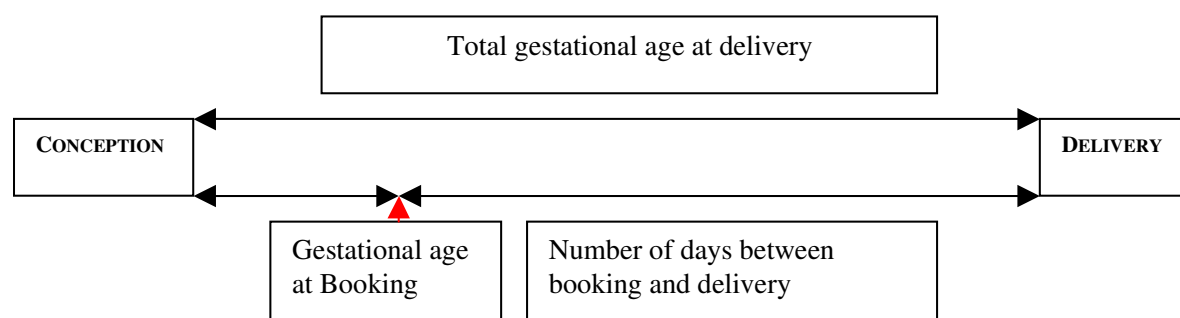 Total gestational age at delivery
CONCEPTION
DELIVERY
Gestational age
at Booking
Number of days between
booking and delivery